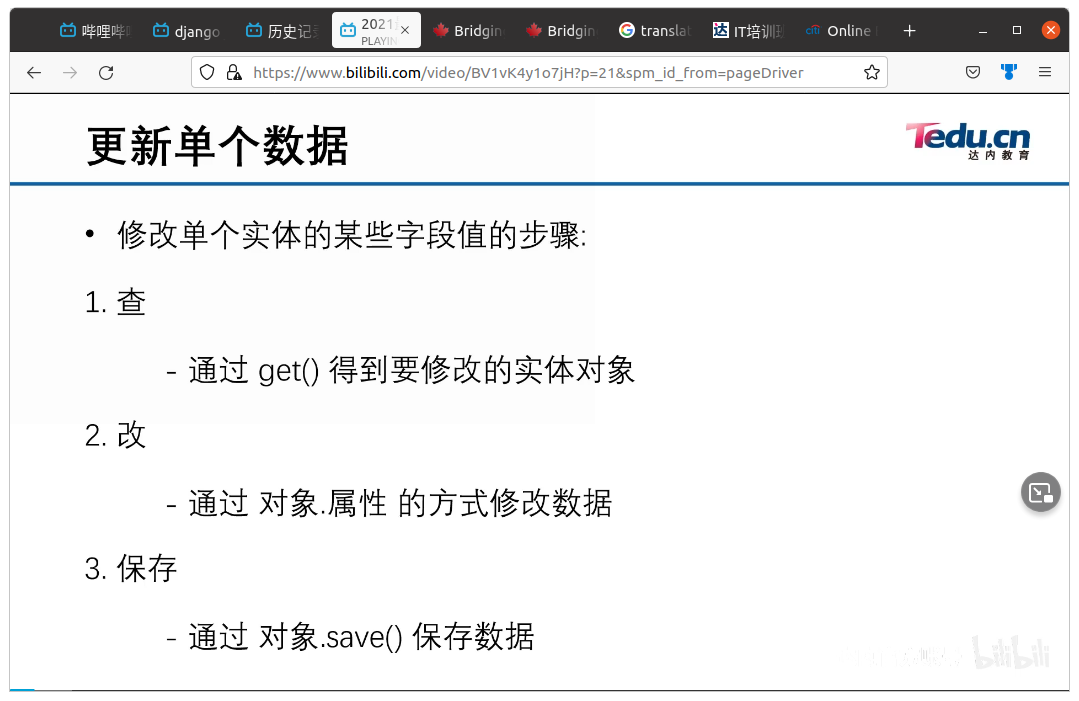 哔哩哔
django
历史记
2021
PLAYIN
Bridgin
Bridgin
translat
IT培训
Online
https://www.bilibili.com/video/BV1vK4y1o7jH?p=21&spm_id_from=pageDriver
更新单个数据
Tedu.cn
达内教育
• 修改单个实体的某些字段值的步骤:
1. 查
- 通过 get() 得到要修改的实体对象
2. 改
- 通过 对象.属性 的方式修改数据
3. 保存
- 通过 对象.save() 保存数据
bilibili